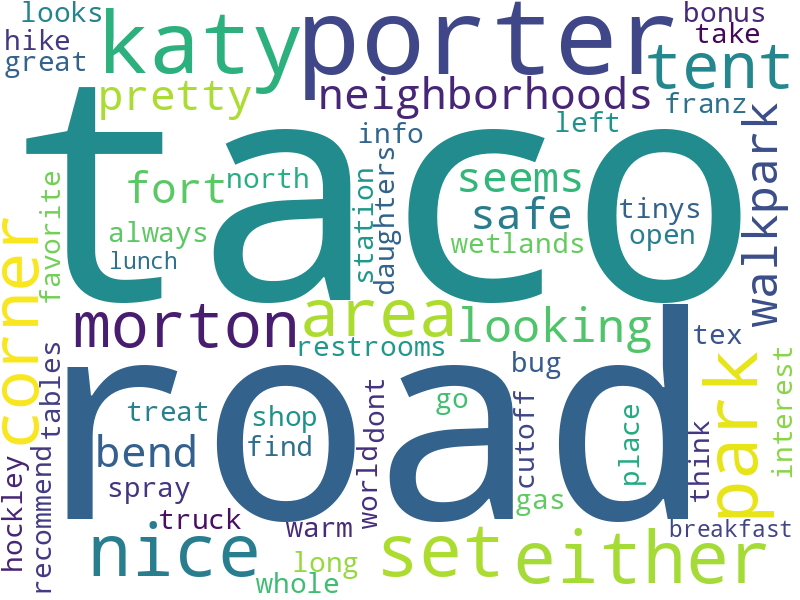 looks
hike
great
katy
porter
bonus
take
tent
pretty
neighborhoods
franz
taco
info
left
fort
north
seems
safe
tinys
open
always
wetlands
lunch
favorite
station
daughters
walkpark
corner
morton
area
looking
restrooms
tex
bug
road
tables
treat
shop
find
bend
go
dont
world
cutoff
place
think
park
interest
hockley
recommend
spray
truck
gas
warm
breakfast
nice
long
whole
set
either